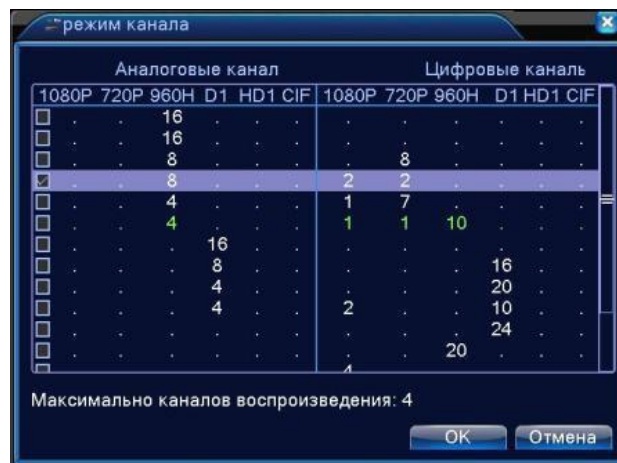 режим канала
Аналоговые канал Цифровые каналь
1080P 720P 960H D1 HD1 CIF 1080P 720P 960H D1 HD1 CIF
. . 16 . . . . . . . . .
. . 16 . . . . . . . . .
. . 8 . . . . 8 . . . .
. . 8 . . . 2 2 . . . .
. . 4 . . . 1 7 . . . .
. . 4 . . . 1 1 10 . . .
. . . 16 . . . . . . . .
. . . 8 . . . . . 16 . .
. . . 4 . . . . . 20 . .
. . . 4 . . 2 . . 10 . .
. . . . . . . . . 24 . .
. . . . . . . . 20 . . .
4
Максимально каналов воспроизведения: 4
OK Отмена